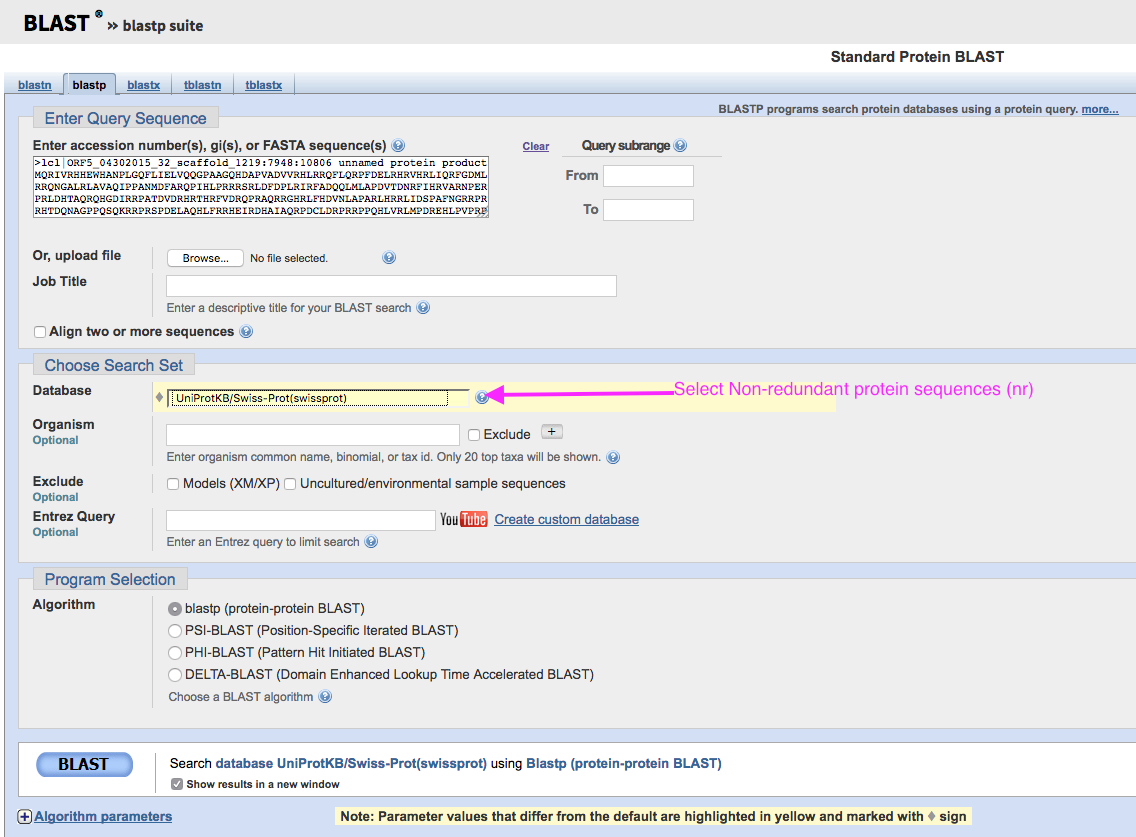 BLAST ® » blastp suite
Standard Protein BLAST
blastn blastp blastx tblastn tblastx
BLASTP programs search protein databases using a protein query. more...
Enter Query Sequence
Enter accession number(s), gi(s), or FASTA sequence(s)
Clear
Query subrange
>lcl|ORF5_04302015_32_scaffold_1219:7948:10806 unnamed protein product
MQRIVRHHEWHANPLGQFLIELVQQGPAAGQHDAPVADVVRHLRRQFLQRPFDELRHRVHRLIQRFGDML
RRQNGALRLAVAQIPPANMDFARQPIHLPRRRSRLDFDPLRIRFADQQLMLAPDVTDNRFIHRVARNPER
PRLDHTAQRQHGDIRRPATDVDRHRTHRFVDRQPRAQRRGHRLFHDVNLAPARLHRRLIDSPAFNGRRPR
RHTDQNAGPPQSQKRRPRSPDELAQHLFRRHEIRDHAIAQRPDCLDRPRRPPQHLVRLMPDREHLPVPRR
From
To
Or, upload file
Browse... No file selected.
Job Title
Enter a descriptive title for your BLAST search
Align two or more sequences
Choose Search Set
Database
UniProtKB/Swiss-Prot(swissprot)
Select Non-redundant protein sequences (nr)
Organism
Optional
Exclude +
Enter organism common name, binomial, or tax id. Only 20 top taxa will be shown.
Exclude
Optional
Models (XM/XP) Uncultured/environmental sample sequences
Entrez Query
Optional
YouTube Create custom database
Enter an Entrez query to limit search
Program Selection
Algorithm
blastp (protein-protein BLAST)
PSI-BLAST (Position-Specific Iterated BLAST)
PHI-BLAST (Pattern Hit Initiated BLAST)
DELTA-BLAST (Domain Enhanced Lookup Time Accelerated BLAST)
Choose a BLAST algorithm
BLAST
Search database UniProtKB/Swiss-Prot(swissprot) using Blastp (protein-protein BLAST)
Show results in a new window
+ Algorithm parameters
Note: Parameter values that differ from the default are highlighted in yellow and marked with ♦ sign